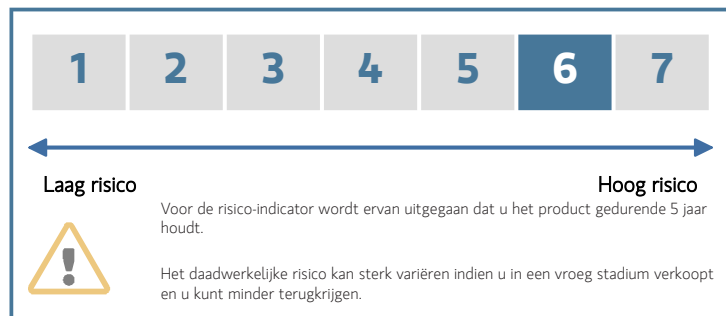 1 2 3 4 5 6 7
Laag risico Hoog risico
Voor de risico-indicator wordt ervan uitgegaan dat u het product gedurende 5 jaar
houdt.
Het daadwerkelijke risico kan sterk variëren indien u in een vroeg stadium verkoopt
en u kunt minder terugkrijgen.